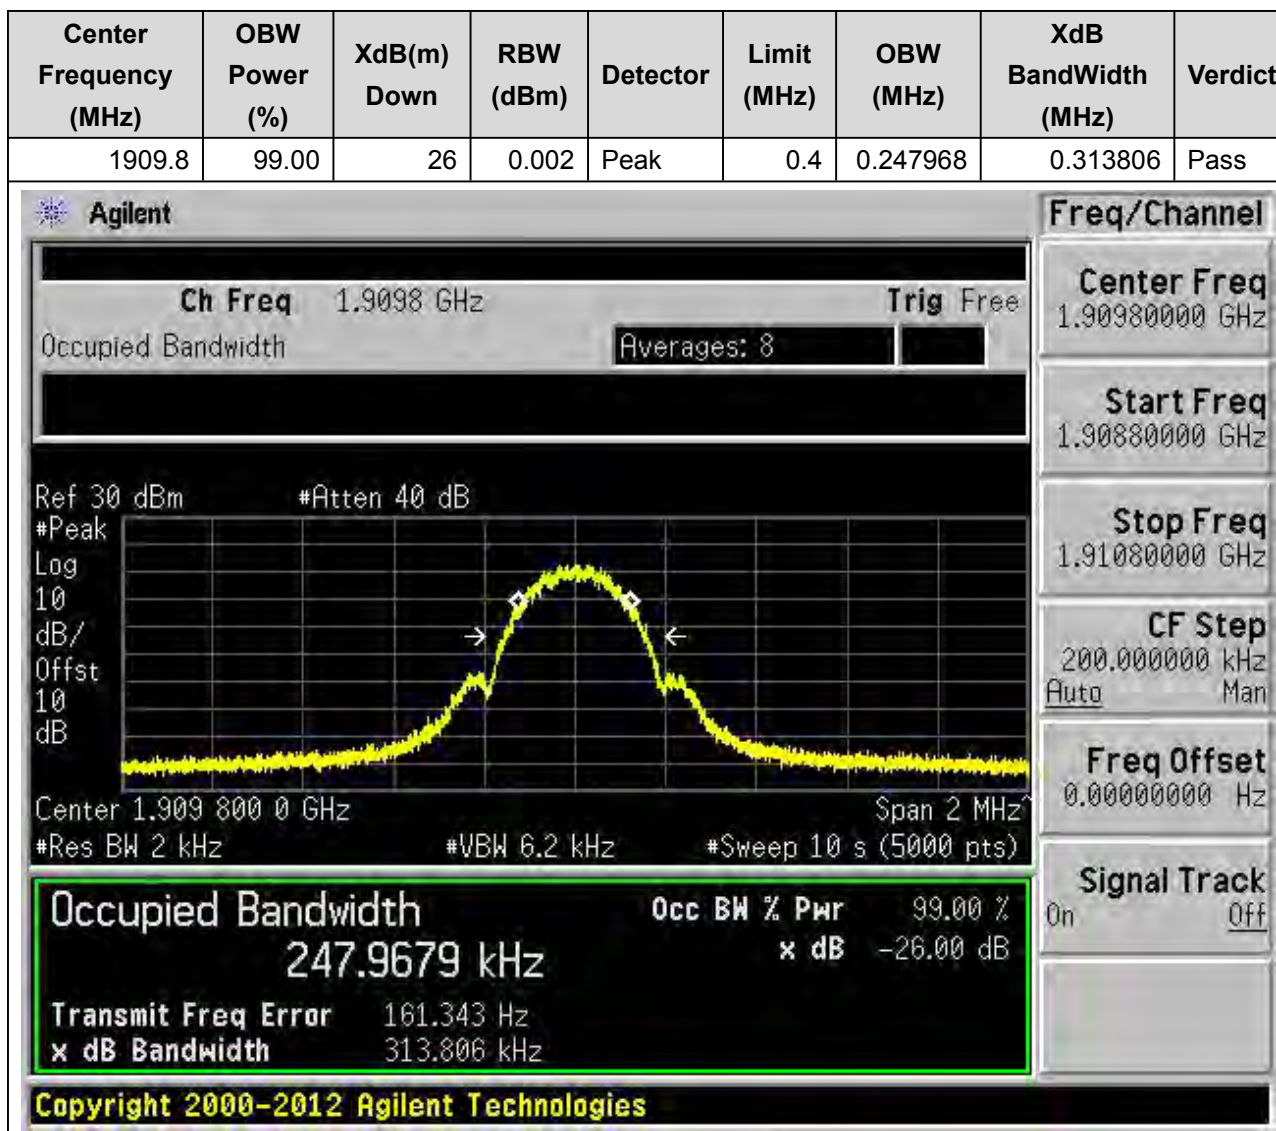 Center Frequency (MHz) OBW Power (%) XdB(m) Down RBW (dBm) Detector Limit (MHz) OBW (MHz) XdB BandWidth (MHz) Verdict
1909.8 99.00 26 0.002 Peak 0.4 0.247968 0.313806 Pass
Agilent
Freq/Channel
Ch Freq 1.9098 GHz Trig Free
Occupied Bandwidth Averages: 8
Center Freq
1.90980000 GHz
Start Freq
1.90880000 GHz
Stop Freq
1.91080000 GHz
CF Step
200.000000 kHz
Auto Man
Freq Offset
0.00000000 Hz
Signal Track
On Off
Ref 30 dBm #Atten 40 dB
#Peak
Log
10
dB/
Offst
10
dB
Center 1.909 800 0 GHz Span 2 MHz^
#Res BW 2 kHz #VBW 6.2 kHz #Sweep 10 s (5000 pts)
Occupied Bandwidth Occ BW % Pwr 99.00 %
247.9679 kHz x dB -26.00 dB
Transmit Freq Error 161.343 Hz
x dB Bandwidth 313.806 kHz
Copyright 2000-2012 Agilent Technologies